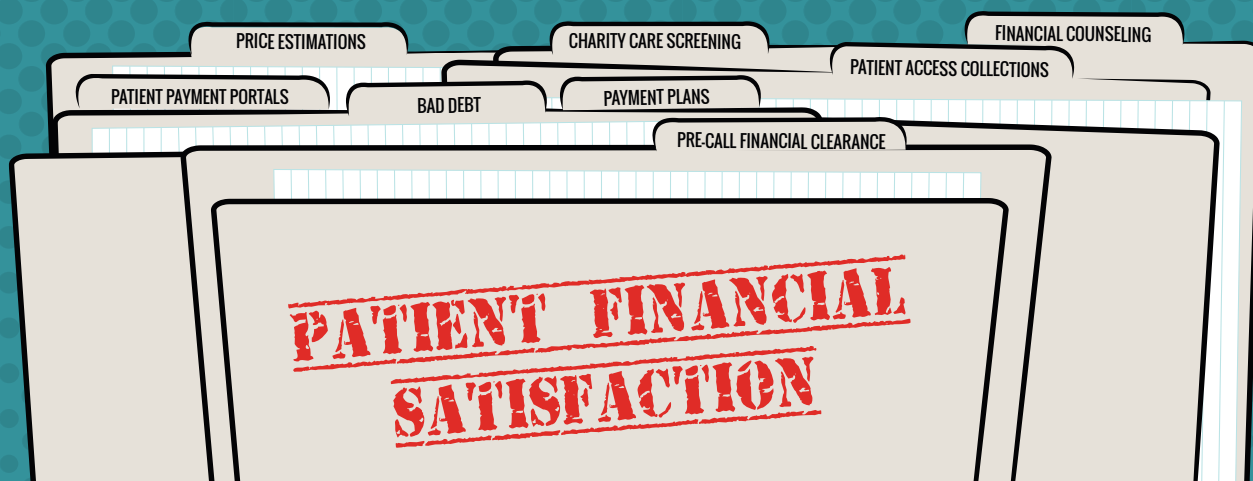 FINANCIAL COUNSELING
PRICE ESTIMATIONS
CHARITY CARE SCREENING
PATIENT ACCESS COLLECTIONS
PATIENT PAYMENT PORTALS
BAD DEBT
PAYMENT PLANS
PRE-CALL FINANCIAL CLEARANCE
PATIENT FINANCIAL
SATISFACTION